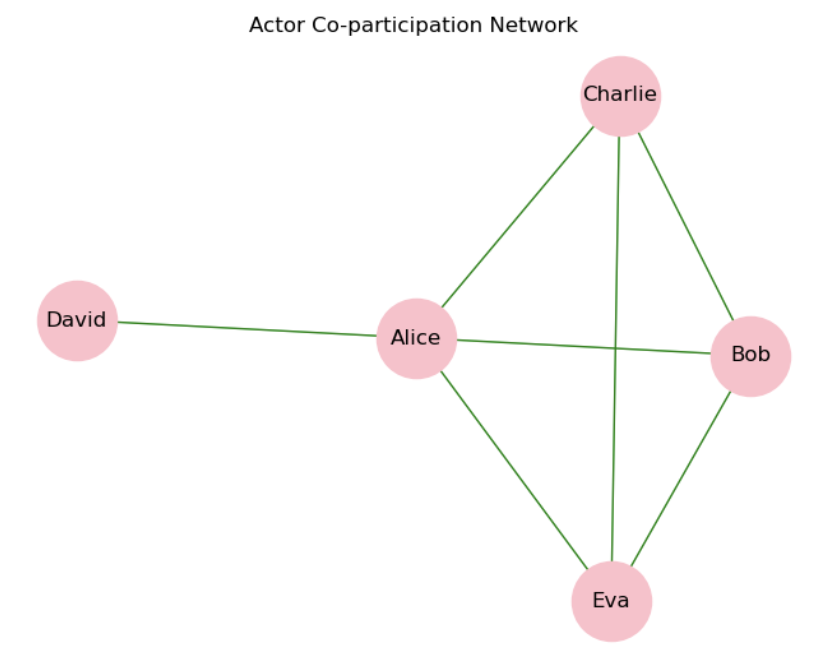 Actor Co-participation Network
Charlie
David
Alice
Bob
Eva